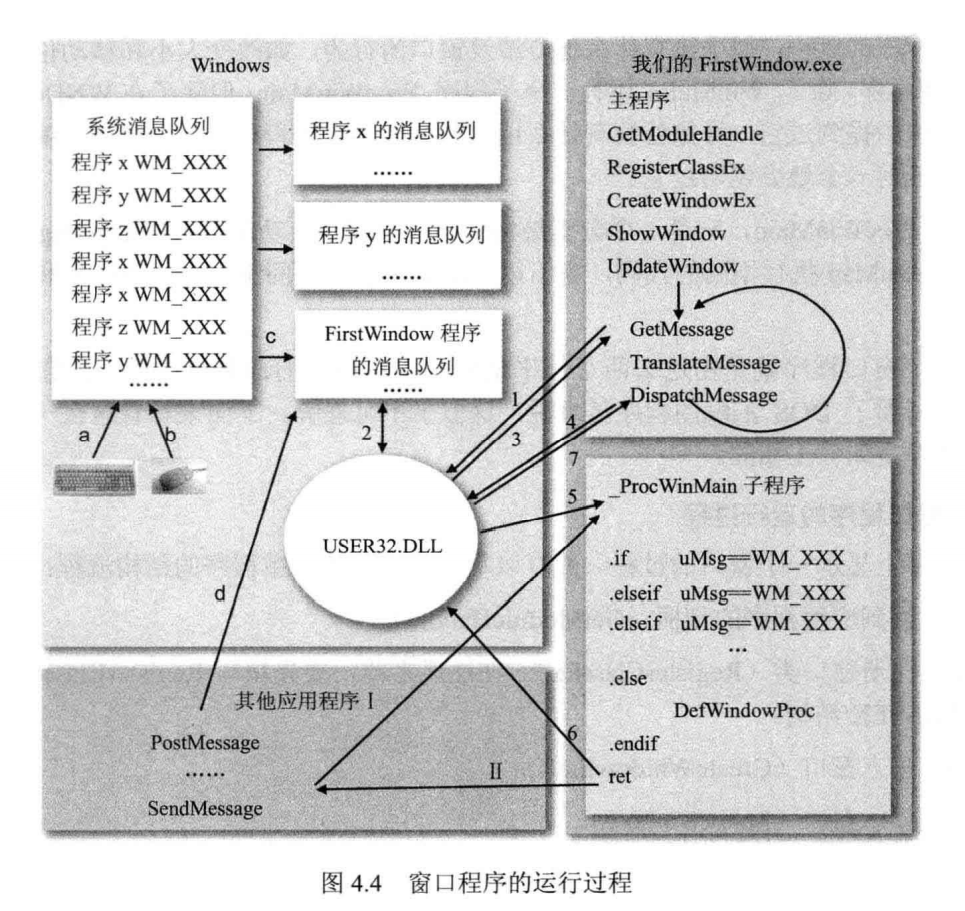 Windows
系统消息队列
程序 x WM_XXX
程序 y WM_XXX
程序 z WM_XXX
程序 x WM_XXX
程序 x WM_XXX
程序 z WM_XXX
程序 y WM_XXX
……
a
b
c
d
程序 x 的消息队列
……
程序 y 的消息队列
……
FirstWindow 程序
的消息队列
……
2
USER32.DLL
1
3
4
7
5
6
我们的 FirstWindow.exe
主程序
GetModuleHandle
RegisterClassEx
CreateWindowEx
ShowWindow
UpdateWindow
GetMessage
TranslateMessage
DispatchMessage
_ProcWinMain 子程序
.if uMsg==WM_XXX
.elseif uMsg==WM_XXX
.elseif uMsg==WM_XXX
…
.else
DefWindowProc
.endif
ret
其他应用程序 Ⅰ
PostMessage
……
SendMessage
Ⅱ
图 4.4 窗口程序的运行过程